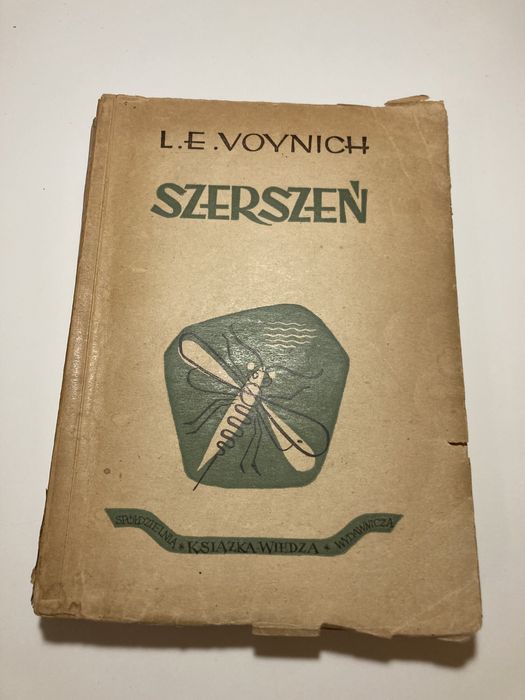 L.E.VOYNICH
SZERSZEŃ
SPÓŁDZIELNIA * KSIĄŻKA-WIEDZA * WYDAWNICZA